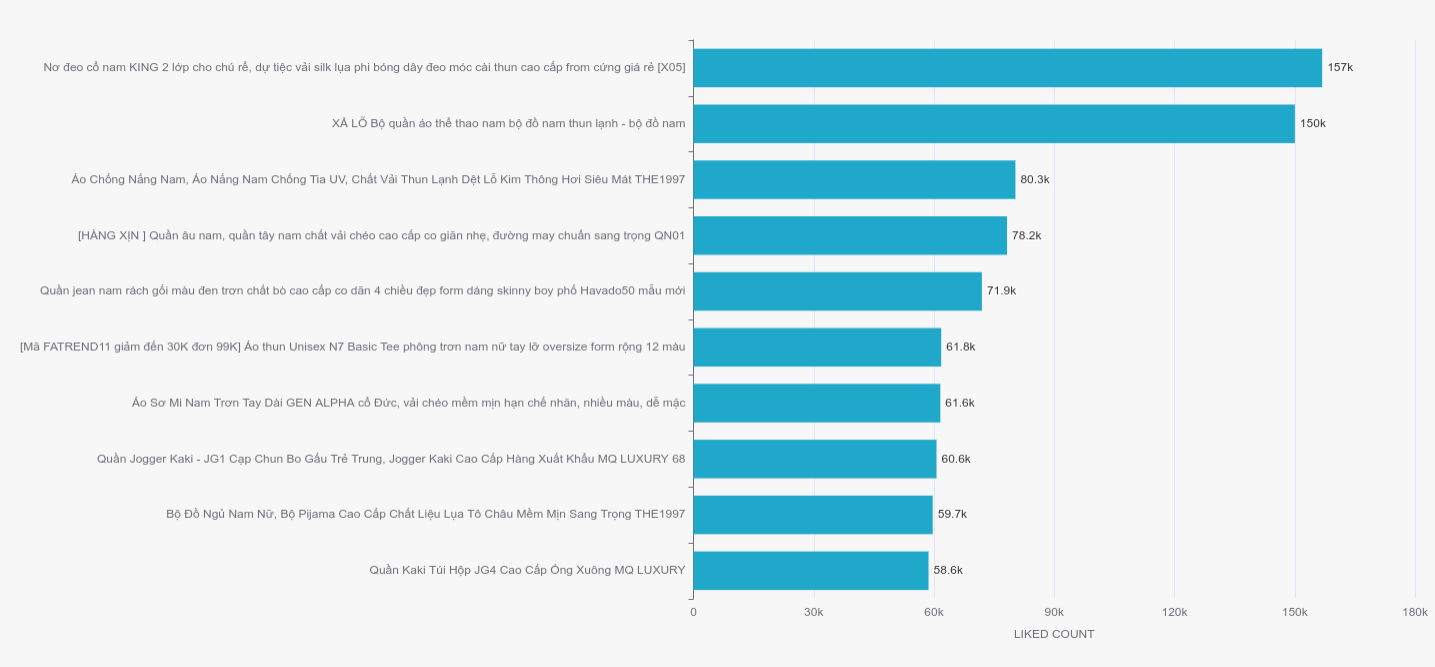 Nơ đeo cổ nam KING 2 lớp cho chú rể, dự tiệc vải silk lụa phi bóng dây đeo móc cài thun cao cấp from cứng giá rẻ [X05]
157k
XẢ LỖ Bộ quần áo thể thao nam bộ đồ nam thun lạnh - bộ đồ nam
150k
Áo Chống Nắng Nam, Áo Nắng Nam Chống Tia UV, Chất Vải Thun Lạnh Dệt Lỗ Kim Thông Hơi Siêu Mát THE1997
80.3k
[HÀNG XỊN ] Quần âu nam, quần tây nam chất vải chéo cao cấp co giãn nhẹ, đường may chuẩn sang trọng QN01
78.2k
Quần jean nam rách gối màu đen trơn chất bò cao cấp co dãn 4 chiều đẹp form dáng skinny boy phố Havado50 mẫu mới
71.9k
[Mã FATREND11 giảm đến 30K đơn 99K] Áo thun Unisex N7 Basic Tee phông trơn nam nữ tay lỡ oversize form rộng 12 màu
61.8k
Áo Sơ Mi Nam Trơn Tay Dài GEN ALPHA cổ Đức, vải chéo mềm mịn hạn chế nhăn, nhiều màu, dễ mặc
61.6k
Quần Jogger Kaki - JG1 Cạp Chun Bo Gấu Trẻ Trung, Jogger Kaki Cao Cấp Hàng Xuất Khẩu MQ LUXURY 68
60.6k
Bộ Đồ Ngủ Nam Nữ, Bộ Pijama Cao Cấp Chất Liệu Lụa Tô Châu Mềm Mịn Sang Trọng THE1997
59.7k
Quần Kaki Túi Hộp JG4 Cao Cấp Ống Xuông MQ LUXURY
58.6k
0 30k 60k 90k 120k 150k 180k
LIKED COUNT